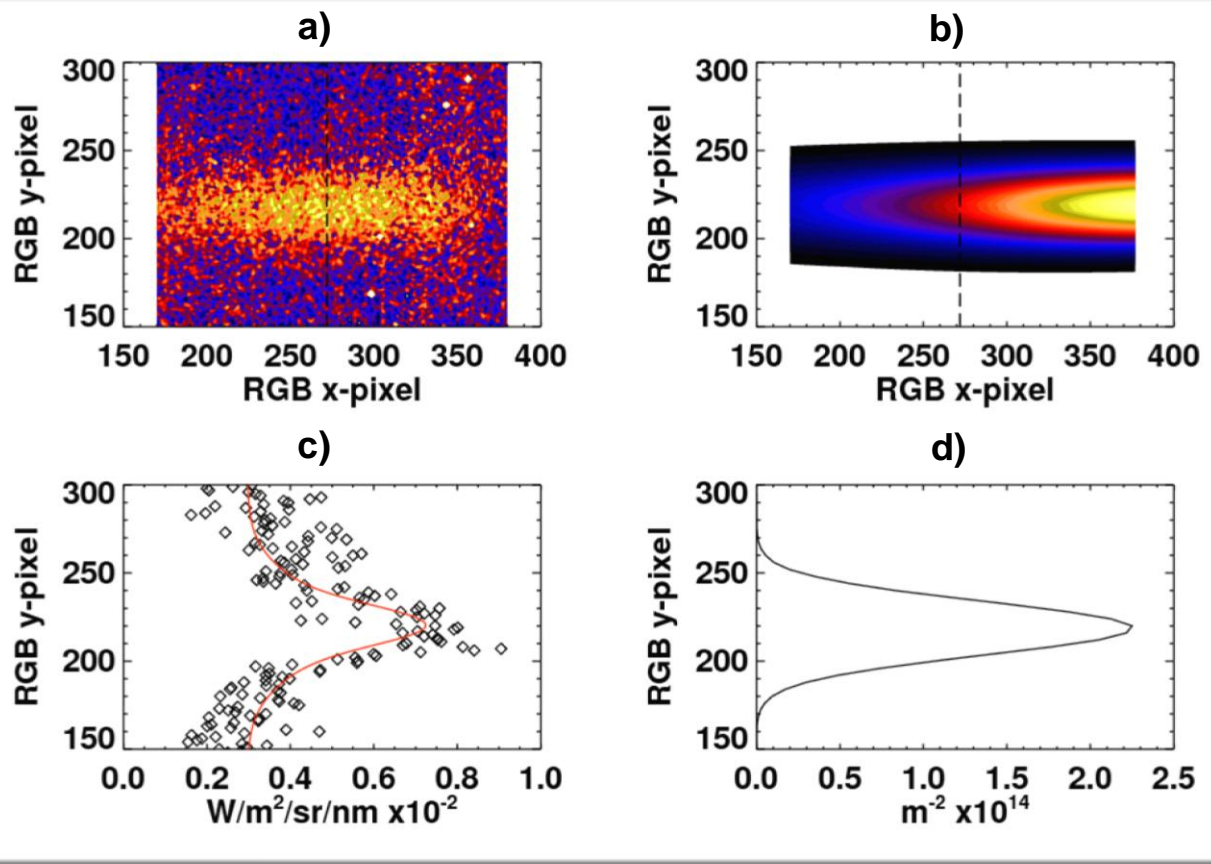 a)
b)
300
250
200
150
RGB y-pixel
150 200 250 300 350 400
RGB x-pixel
300
250
200
150
RGB y-pixel
150 200 250 300 350 400
RGB x-pixel
c)
d)
300
250
200
150
RGB y-pixel
0.0 0.2 0.4 0.6 0.8 1.0
W/m²/sr/nm x10⁻²
300
250
200
150
RGB y-pixel
0.0 0.5 1.0 1.5 2.0 2.5
m⁻² x10¹⁴